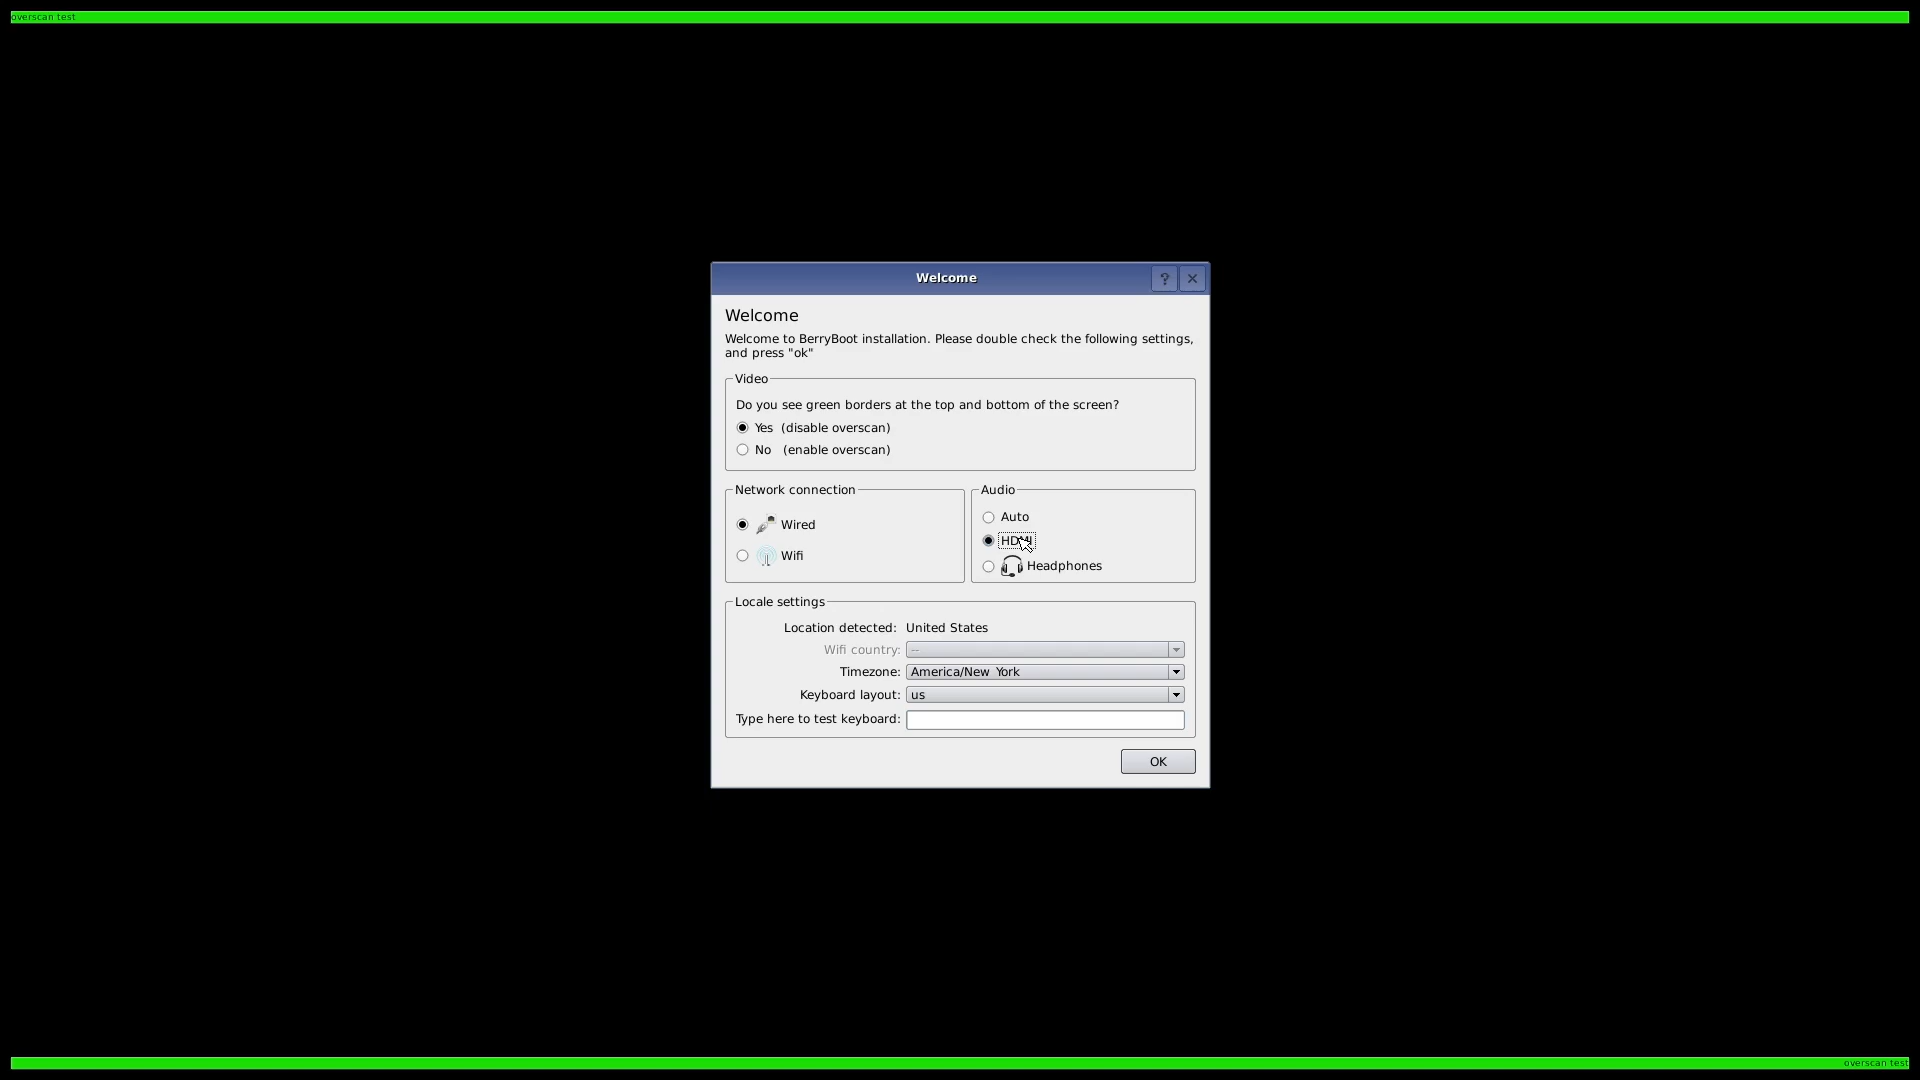 overscan test
Welcome
Welcome
Welcome to BerryBoot installation. Please double check the following settings,
and press "ok"
Video
Do you see green borders at the top and bottom of the screen?
Yes (disable overscan)
No (enable overscan)
Network connection
Wired
Wifi
Audio
Auto
HDMI
Headphones
Locale settings
Location detected: United States
Wifi country: --
Timezone: America/New York
Keyboard layout: us
Type here to test keyboard:
OK
overscan test